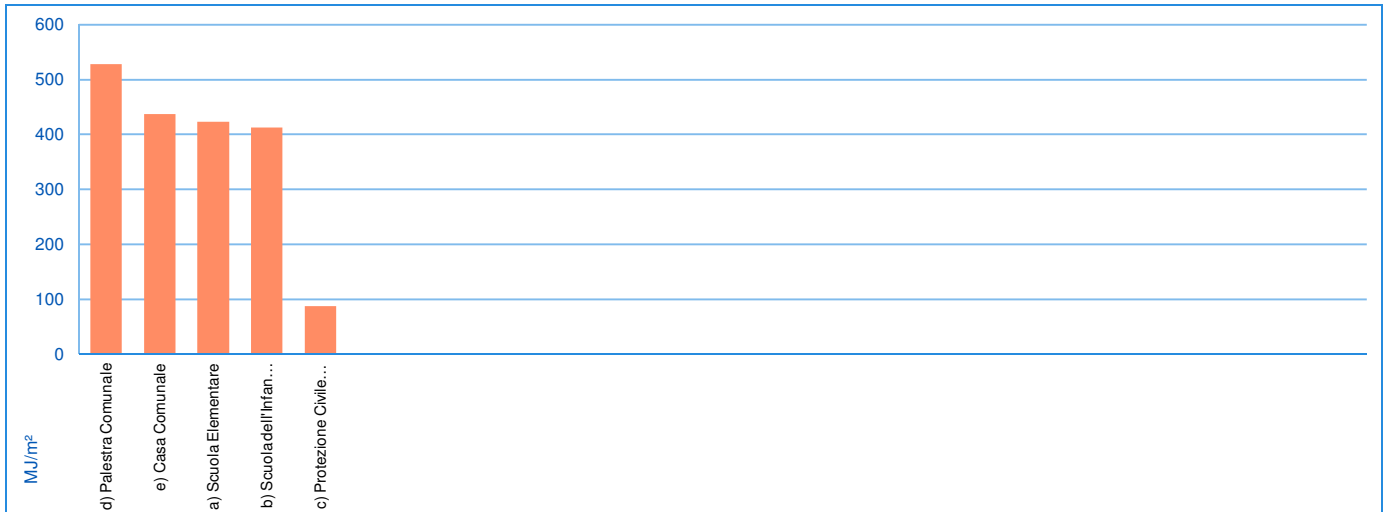 600
500
400
300
200
100
0
MJ/m²
d) Palestra Comunale
e) Casa Comunale
a) Scuola Elementare
b) Scuola dell'Infan...
c) Protezione Civile...